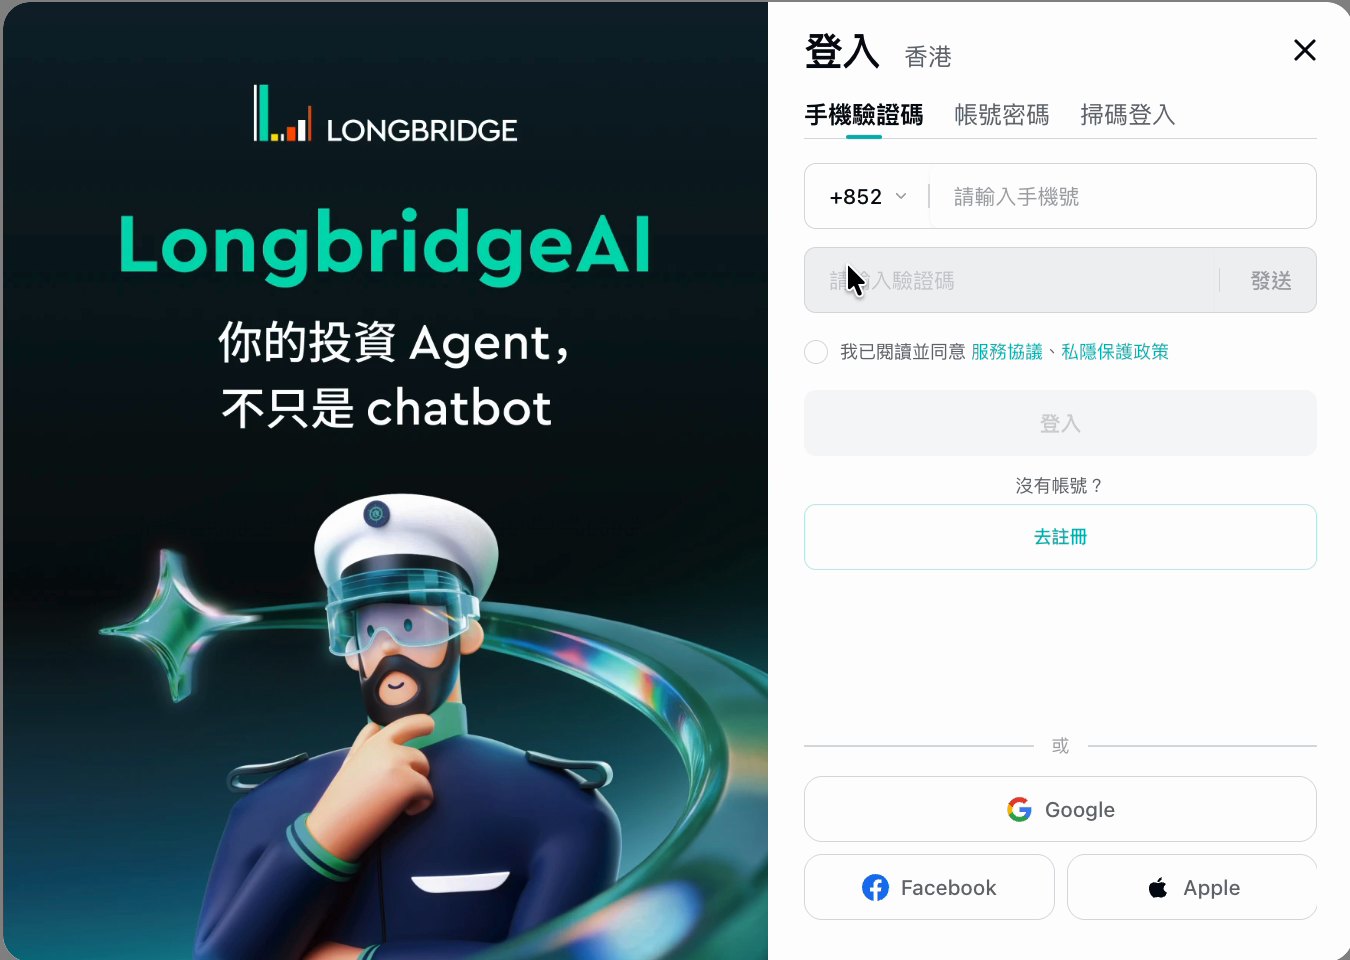 LONGBRIDGE
LongbridgeAI
你的投資 Agent，
不只是 chatbot
登入 香港
手機驗證碼 帳號密碼 掃碼登入
+852 請輸入手機號
請輸入驗證碼 發送
我已閱讀並同意 服務協議、私隱保護政策
登入
沒有帳號？
去註冊
或
Google
Facebook Apple